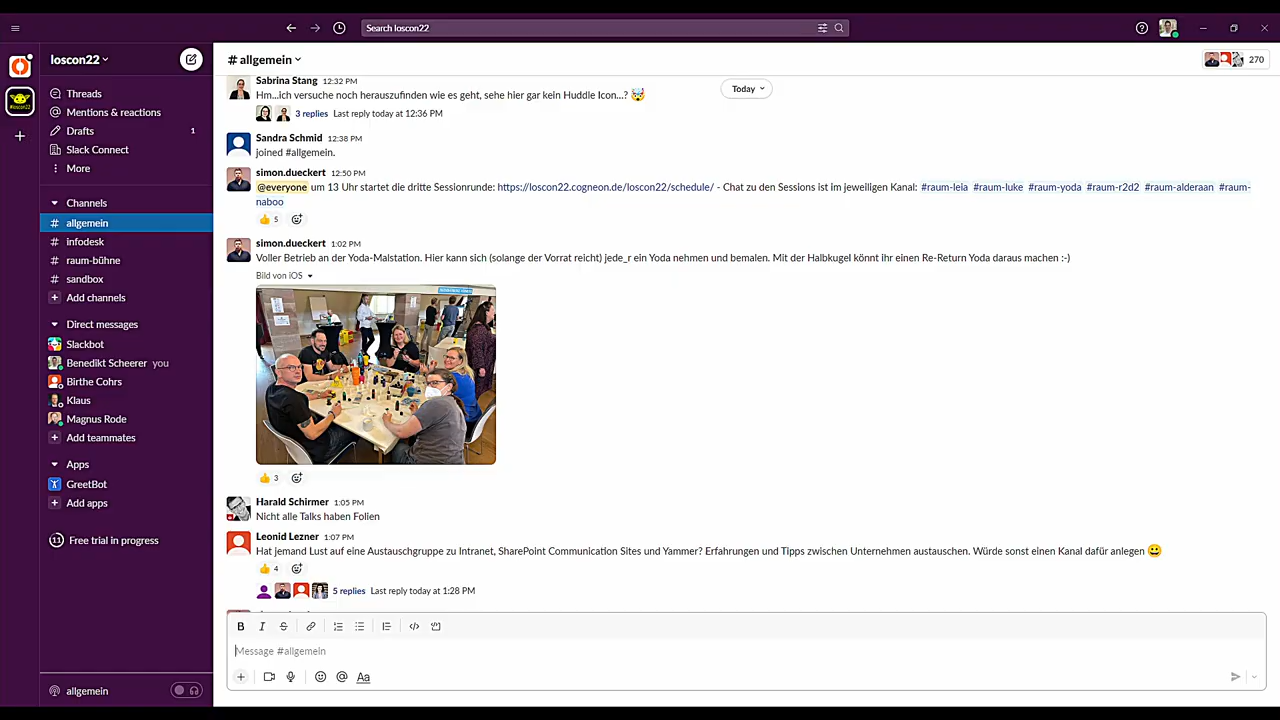 Search loscon22
loscon22
# allgemein
270
Threads
Mentions & reactions
Drafts 1
Slack Connect
More
Channels
# allgemein
# infodesk
# raum-bühne
# sandbox
Add channels
Direct messages
Slackbot
Benedikt Scheerer you
Birthe Cohrs
Klaus
Magnus Rode
Add teammates
Apps
GreetBot
Add apps
Free trial in progress
allgemein
Today
Sabrina Stang 12:32 PM
Hm...ich versuche noch herauszufinden wie es geht, sehe hier gar kein Huddle Icon...? 🤯
3 replies Last reply today at 12:36 PM
Sandra Schmid 12:38 PM
joined #allgemein.
simon.dueckert 12:50 PM
@everyone um 13 Uhr startet die dritte Sessionrunde: https://loscon22.cogneon.de/loscon22/schedule/ - Chat zu den Sessions ist im jeweiligen Kanal: #raum-leia #raum-luke #raum-yoda #raum-r2d2 #raum-alderaan #raum-
naboo
👍 5
simon.dueckert 1:02 PM
Voller Betrieb an der Yoda-Malstation. Hier kann sich (solange der Vorrat reicht) jede_r ein Yoda nehmen und bemalen. Mit der Halbkugel könnt ihr einen Re-Return Yoda daraus machen :-)
Bild von iOS
👍 3
Harald Schirmer 1:05 PM
Nicht alle Talks haben Folien
Leonid Lezner 1:07 PM
Hat jemand Lust auf eine Austauschgruppe zu Intranet, SharePoint Communication Sites und Yammer? Erfahrungen und Tipps zwischen Unternehmen austauschen. Würde sonst einen Kanal dafür anlegen 😀
👍 4
5 replies Last reply today at 1:28 PM
B I S
Message #allgemein
+ @ Aa